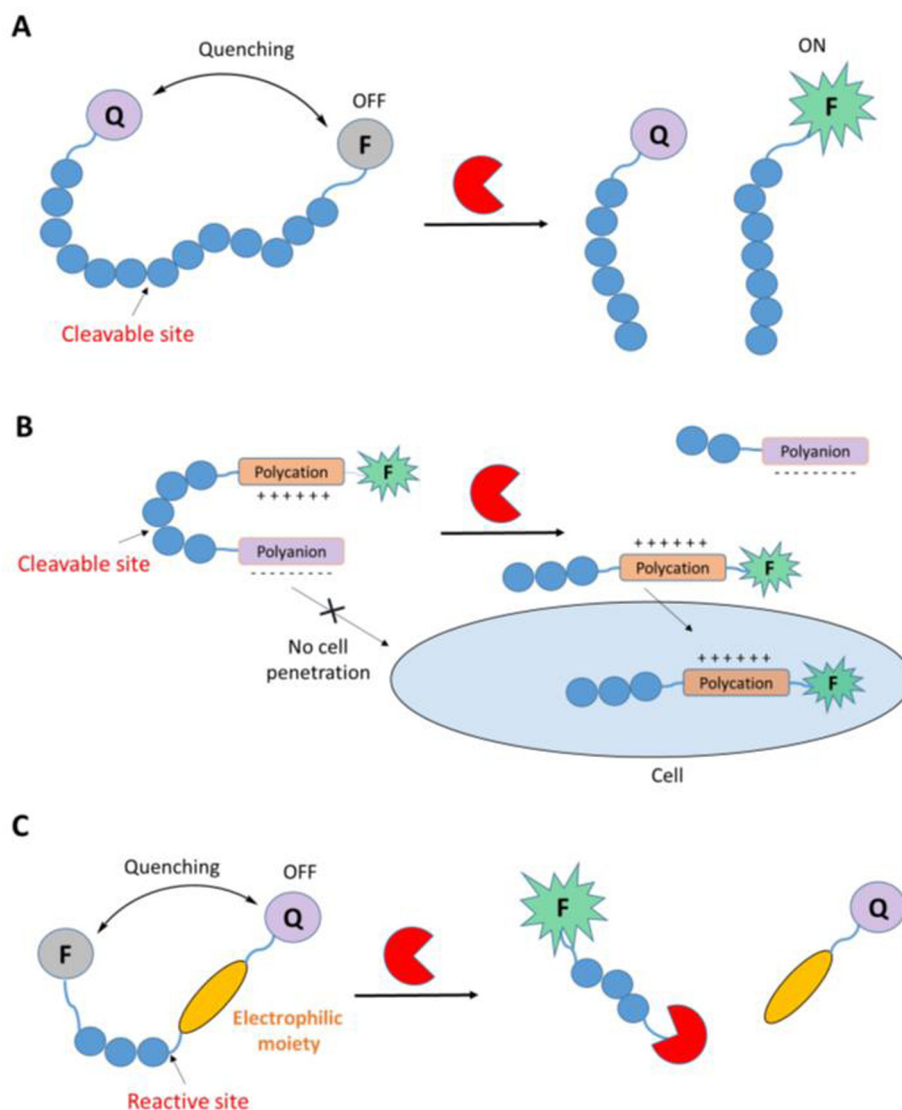 A
Quenching
OFF
ON
Q
F
Q
F
Cleavable site
B
Polycation
F
+ + + + + +
Polyanion
- - - - - - - - -
Cleavable site
No cell
penetration
Polyanion
- - - - - - - - -
+ + + + + +
Polycation
F
+ + + + + +
Polycation
F
Cell
C
Quenching
OFF
Q
F
Electrophilic
moiety
Reactive site
F
Q